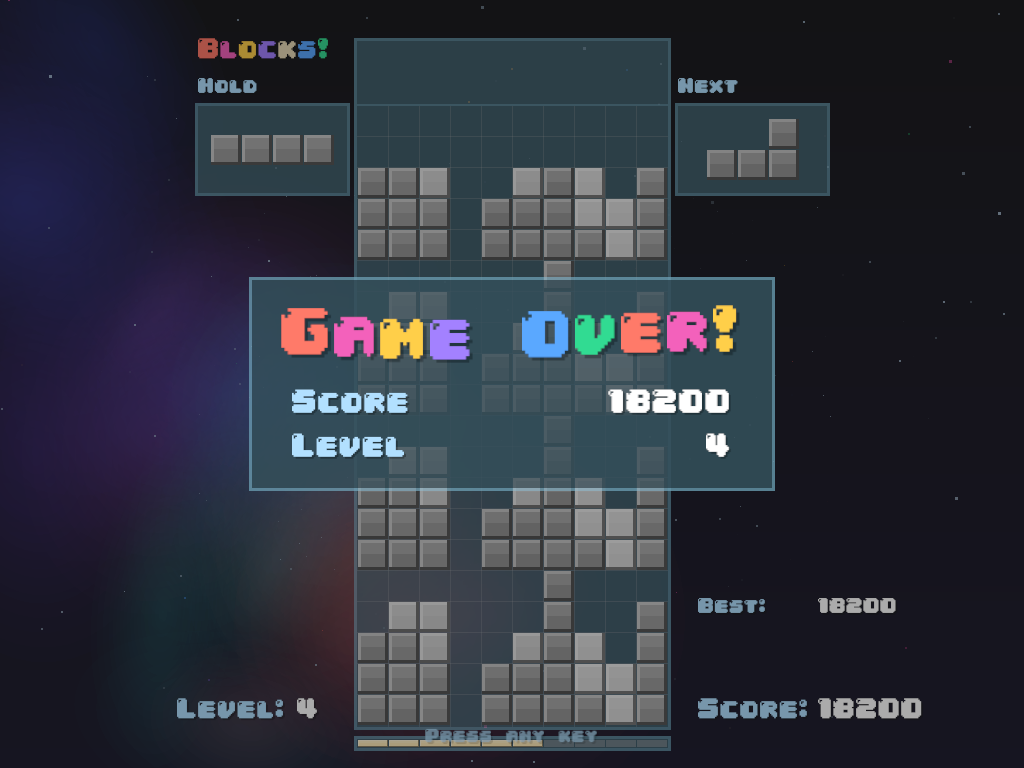 Blocks!
Hold
Next
Game Over!
Score 18200
Level 4
Best: 18200
Level: 4
Score: 18200
Press any key